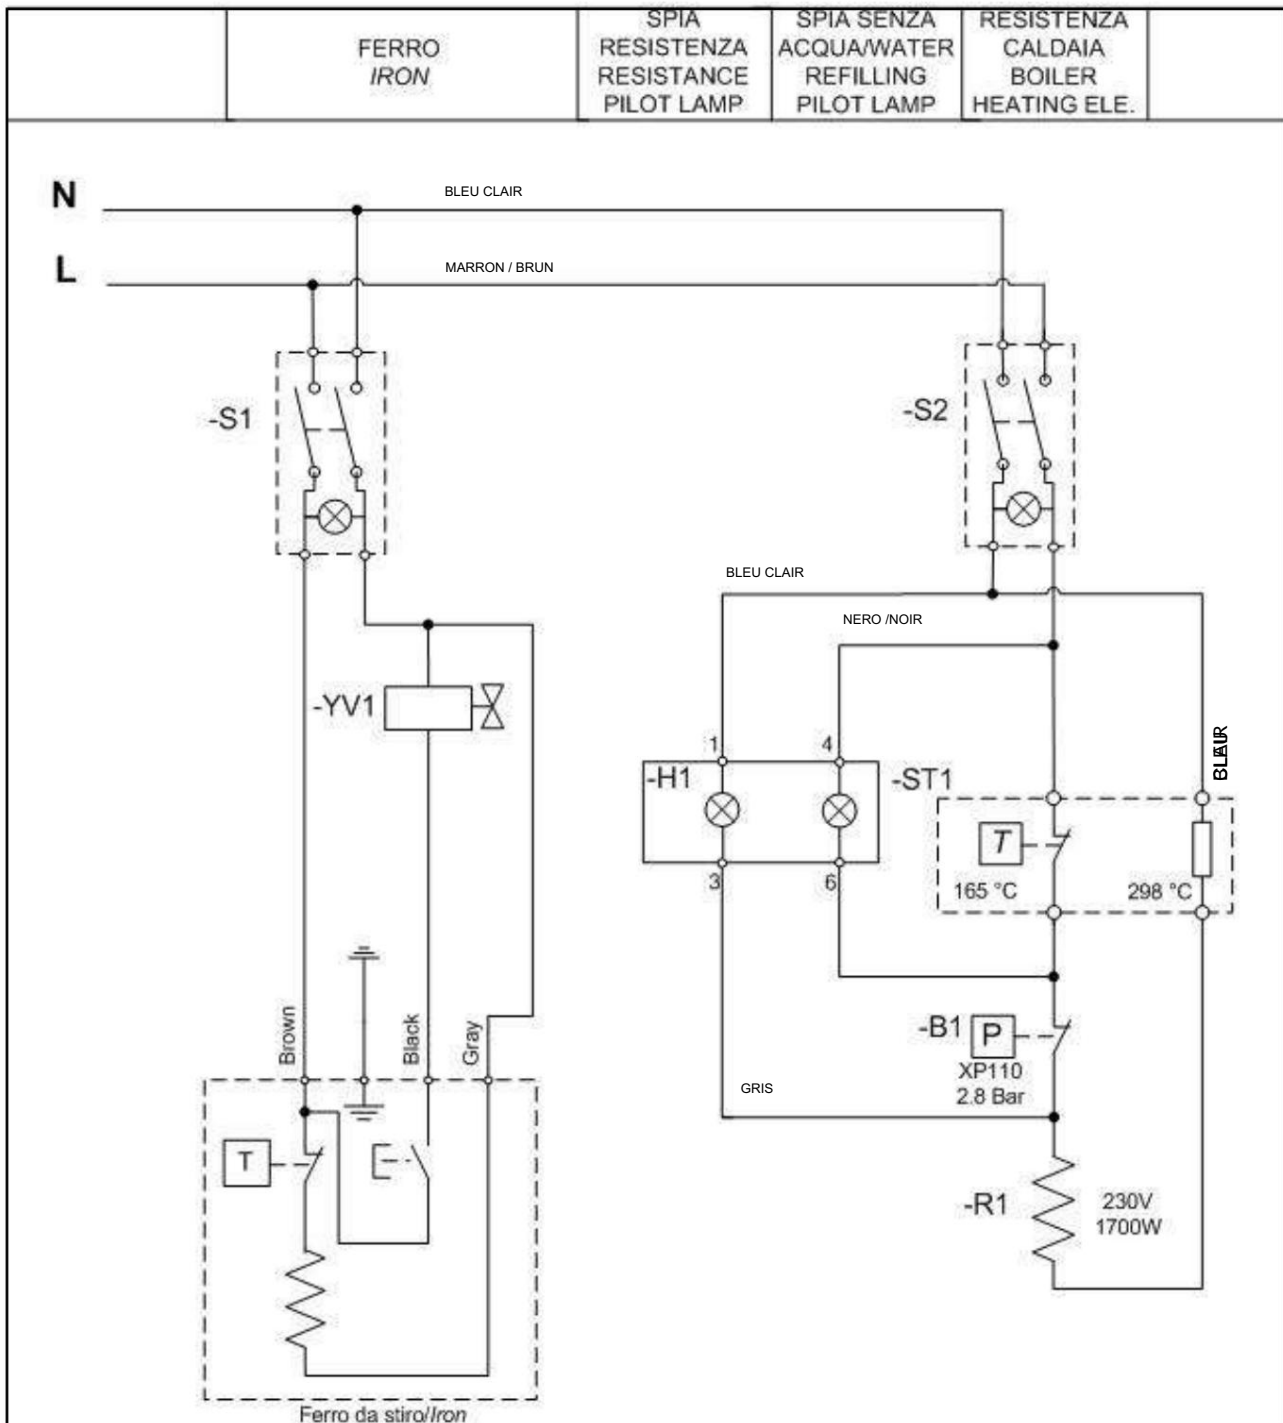 FERRO
IRON
SPIA
RESISTENZA
RESISTANCE
PILOT LAMP
SPIA SENZA
ACQUA/WATER
REFILLING
PILOT LAMP
RESISTENZA
CALDAIA
BOILER
HEATING ELE.
N
BLEU CLAIR
L
MARRON / BRUN
-S1
-S2
BLEU CLAIR
NERO /NOIR
-YV1
1
4
-H1
-ST1
T
165 °C
298 °C
3
6
-B1
P
XP110
2.8 Bar
GRIS
Brown
Black
Gray
T
-R1
230V
1700W
Ferro da stiro/Iron